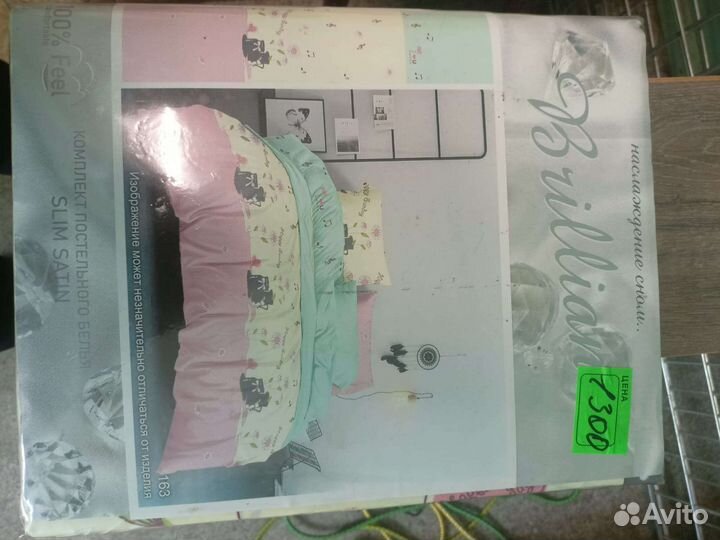 наслаждение сном..
Brilliant
ЦЕНА
1300
Изображение может незначительно отличаться от изделия
163
100% Feel
КОМПЛЕКТ ПОСТЕЛЬНОГО БЕЛЬЯ
SLIM SATIN
Avito